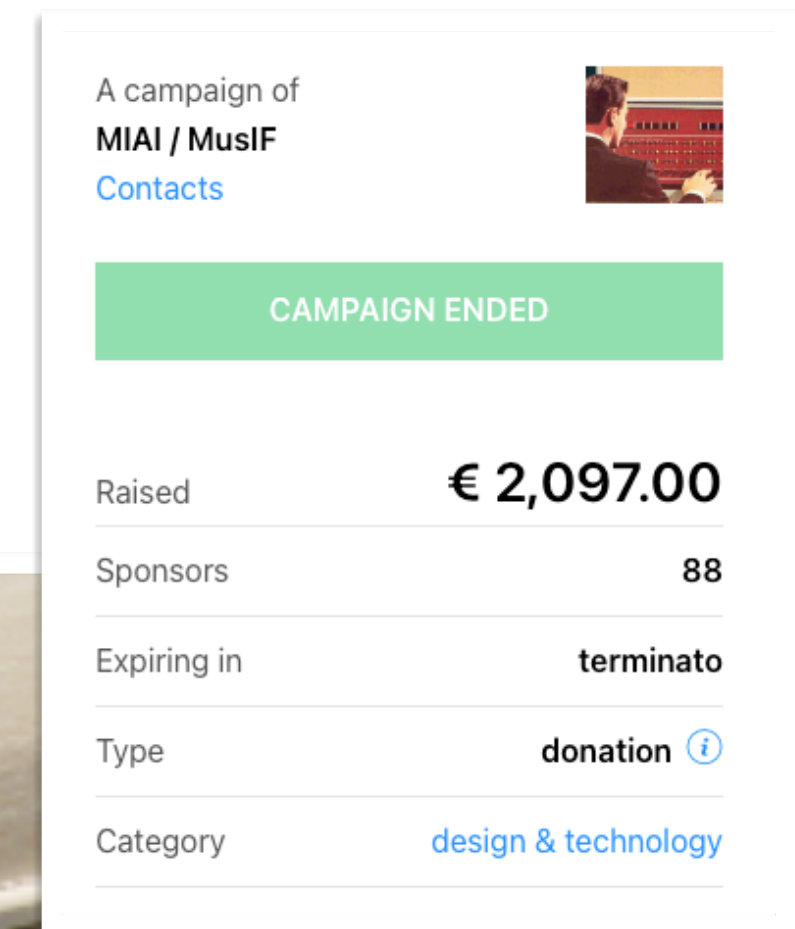 A campaign of
MIAI / MusIF
Contacts
CAMPAIGN ENDED
Raised € 2,097.00
Sponsors 88
Expiring in terminato
Type donation i
Category design & technology